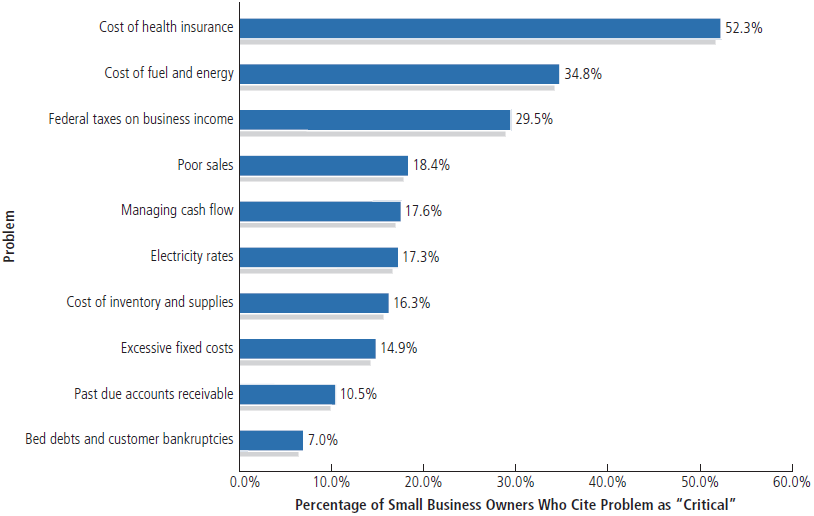 Cost of health insurance 52.3%
Cost of fuel and energy 34.8%
Federal taxes on business income 29.5%
Poor sales 18.4%
Managing cash flow 17.6%
Electricity rates 17.3%
Cost of inventory and supplies 16.3%
Excessive fixed costs 14.9%
Past due accounts receivable 10.5%
Bed debts and customer bankruptcies 7.0%
Problem
0.0% 10.0% 20.0% 30.0% 40.0% 50.0% 60.0%
Percentage of Small Business Owners Who Cite Problem as “Critical”